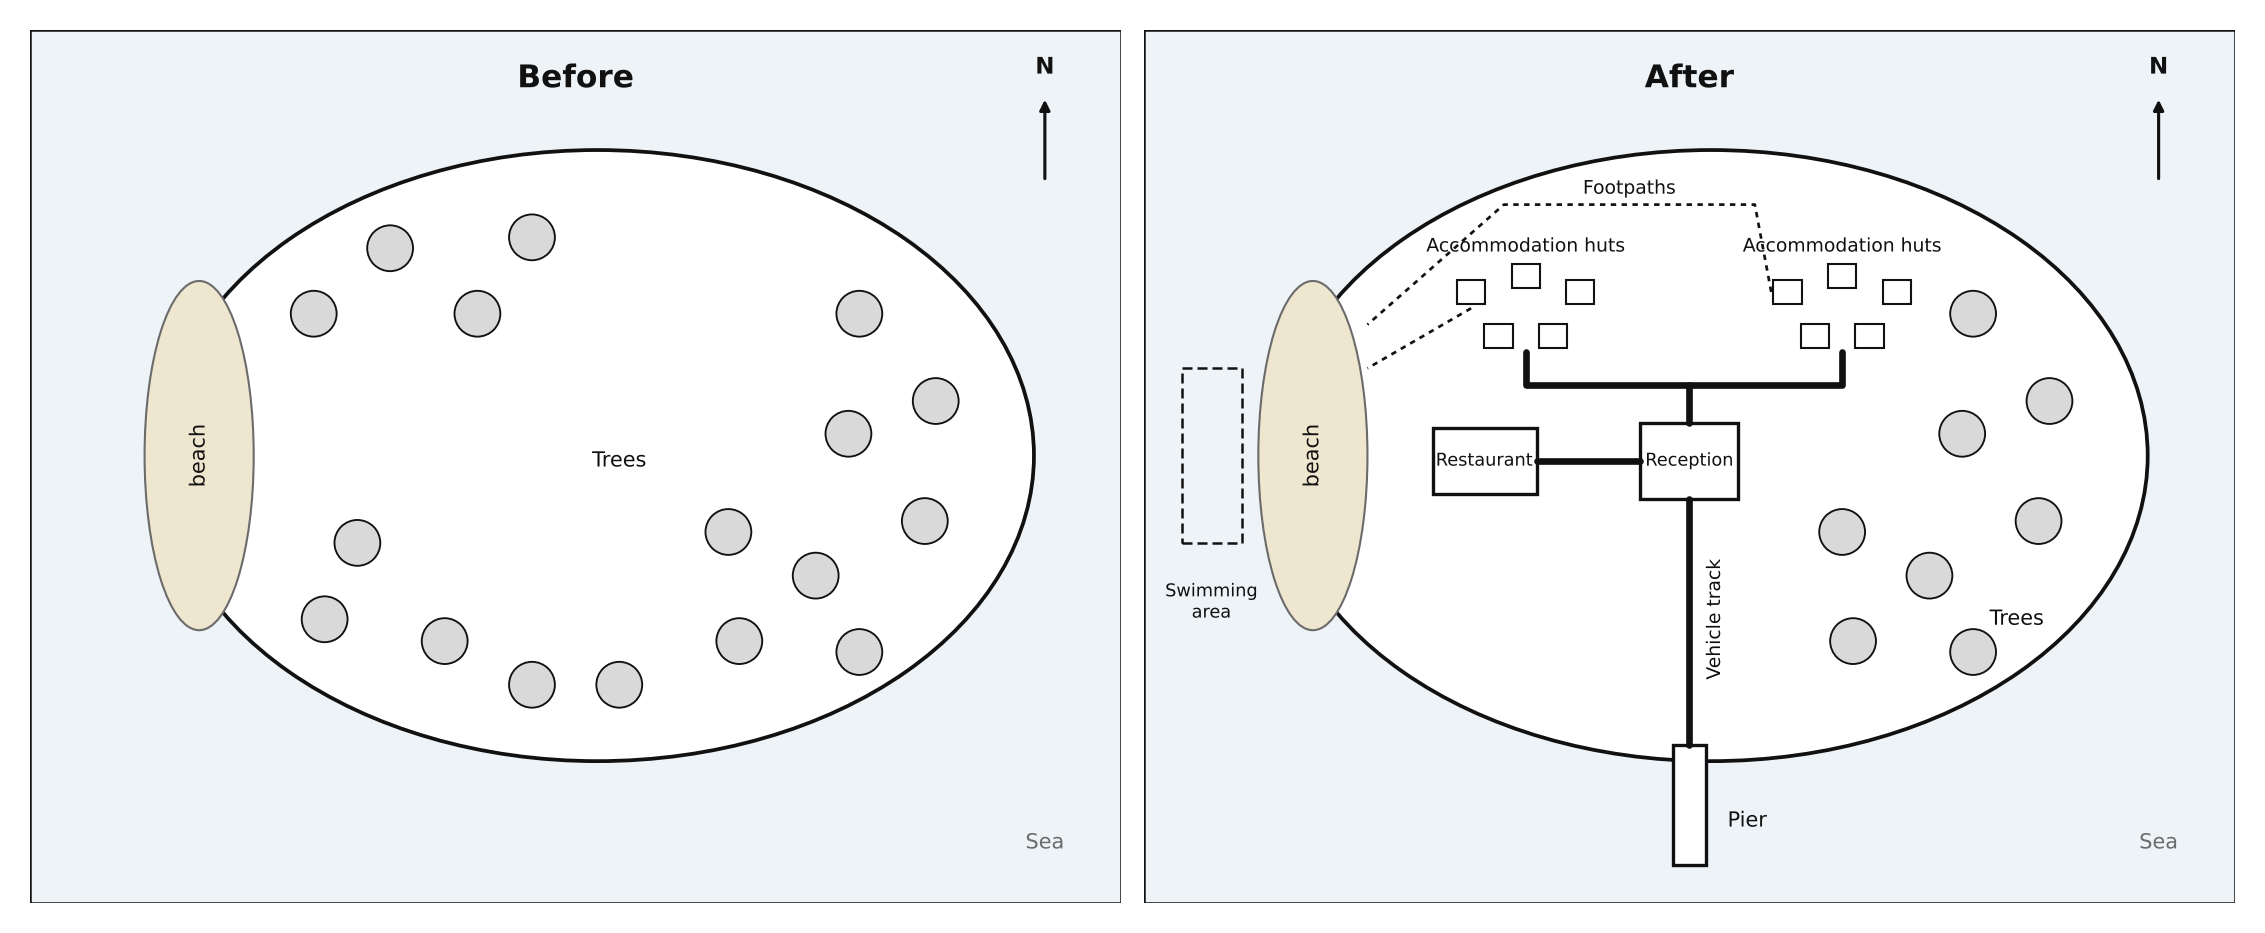 Before
N
beach
Trees
Sea
After
N
Footpaths
Accommodation huts
Accommodation huts
beach
Restaurant
Reception
Swimming
area
Vehicle track
Trees
Pier
Sea